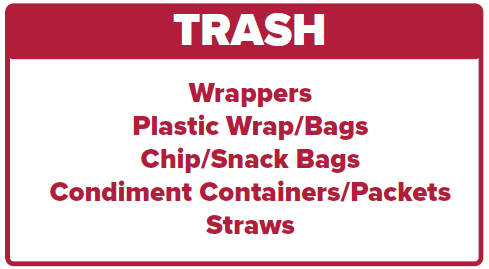 TRASH
Wrappers
Plastic Wrap/Bags
Chip/Snack Bags
Condiment Containers/Packets
Straws